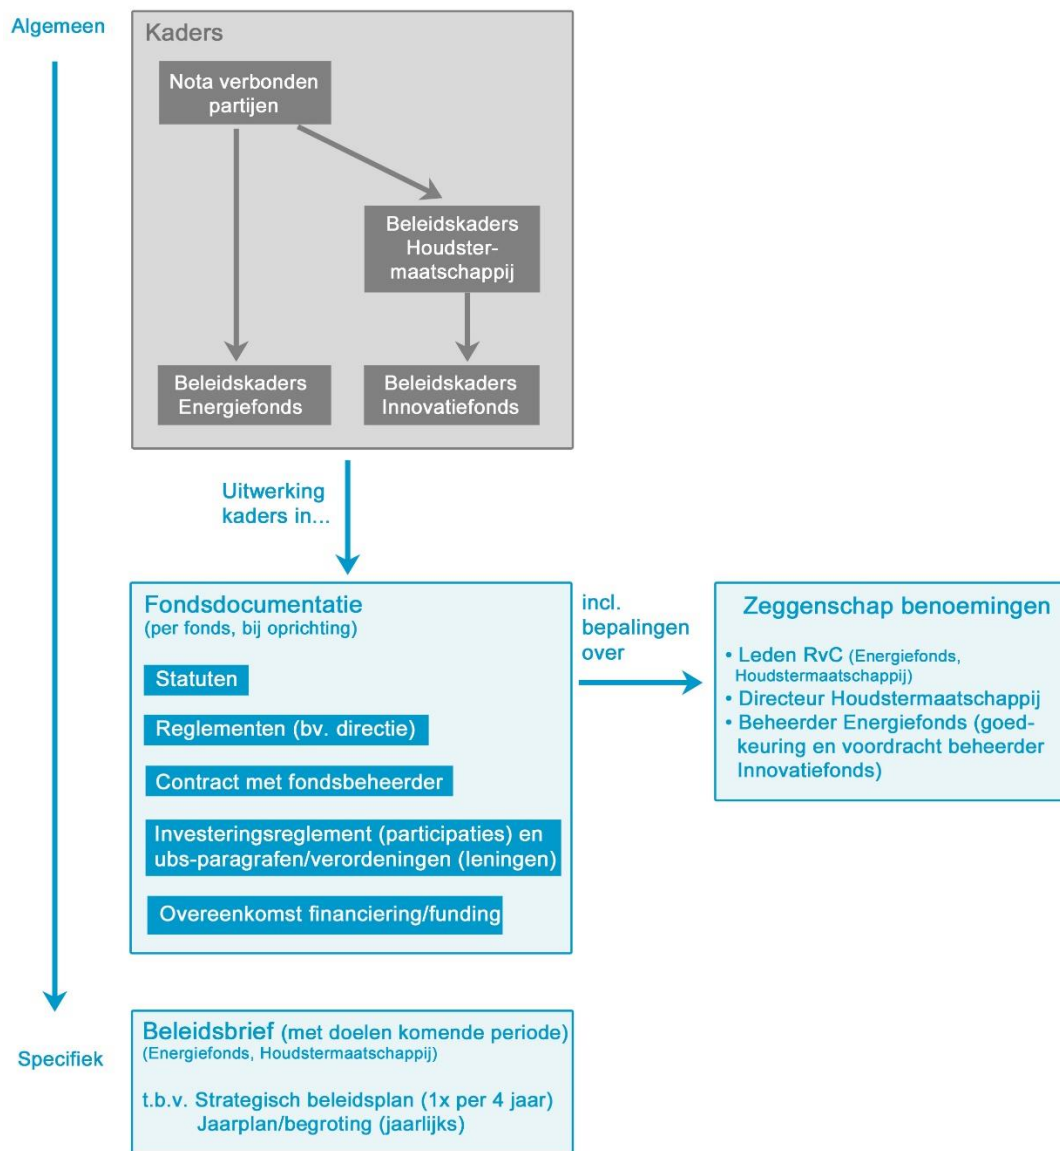 Algemeen
Kaders
Nota verbonden
partijen
Beleidskaders
Houdster-
maatschappij
Beleidskaders
Energiefonds
Beleidskaders
Innovatiefonds
Uitwerking
kaders in...
Fondsdocumentatie
(per fonds, bij oprichting)
Statuten
Reglementen (bv. directie)
Contract met fondsbeheerder
Investeringsreglement (participaties) en
ubs-paragrafen/verordeningen (leningen)
Overeenkomst financiering/funding
incl.
bepalingen
over
Zeggenschap benoemingen
• Leden RvC (Energiefonds,
Houdstermaatschappij)
• Directeur Houdstermaatschappij
• Beheerder Energiefonds (goed-
keuring en voordracht beheerder
Innovatiefonds)
Specifiek
Beleidsbrief (met doelen komende periode)
(Energiefonds, Houdstermaatschappij)
t.b.v. Strategisch beleidsplan (1x per 4 jaar)
Jaarplan/begroting (jaarlijks)